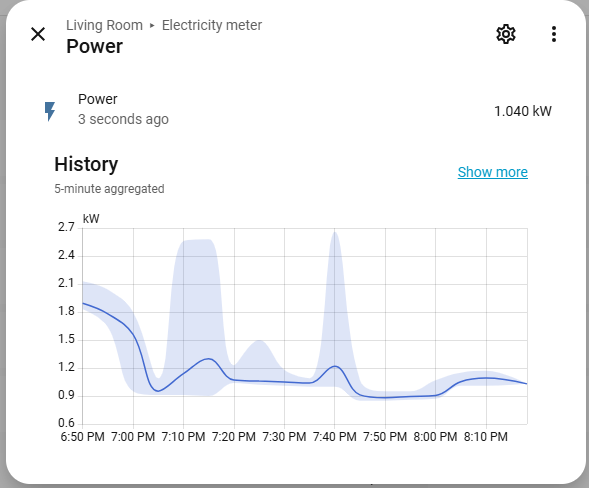 Living Room ▸ Electricity meter
Power
Power
3 seconds ago
1.040 kW
History
5-minute aggregated
Show more
kW
2.7
2.4
2.1
1.8
1.5
1.2
0.9
0.6
6:50 PM 7:00 PM 7:10 PM 7:20 PM 7:30 PM 7:40 PM 7:50 PM 8:00 PM 8:10 PM